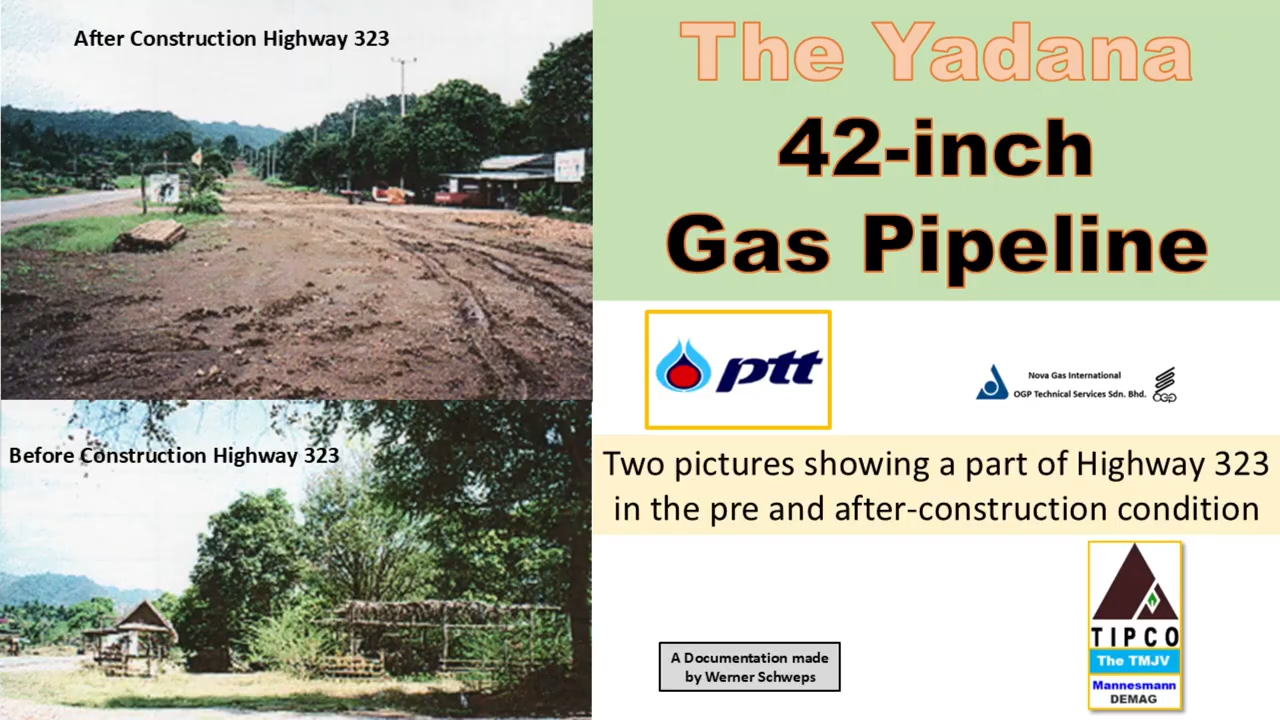 After Construction Highway 323
Before Construction Highway 323
The Yadana
42-inch
Gas Pipeline
ptt
Nova Gas International
OGP Technical Services Sdn. Bhd.
OGP
Two pictures showing a part of Highway 323
in the pre and after-construction condition
A Documentation made
by Werner Schweps
TIPCO
The TMJV
Mannesmann
DEMAG